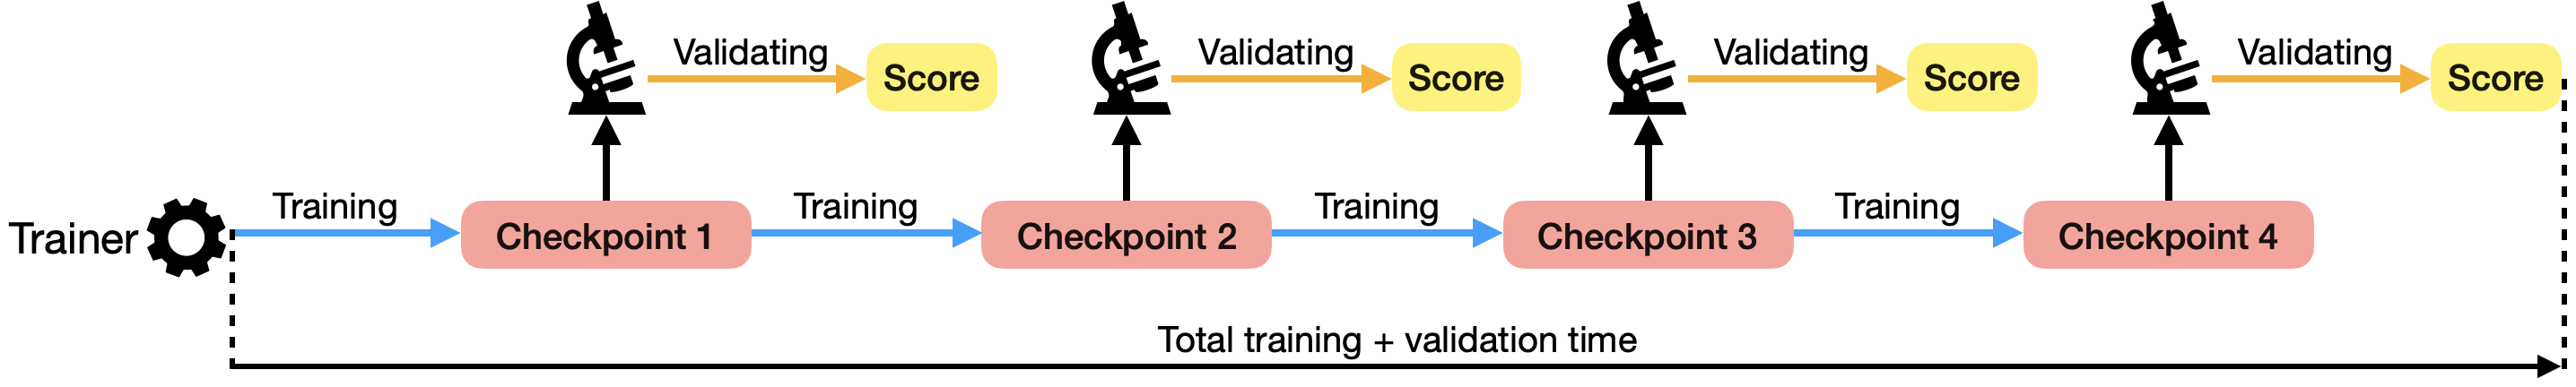 Validating
Score
Validating
Score
Validating
Score
Validating
Score
Trainer
Training
Checkpoint 1
Training
Checkpoint 2
Training
Checkpoint 3
Training
Checkpoint 4
Total training + validation time